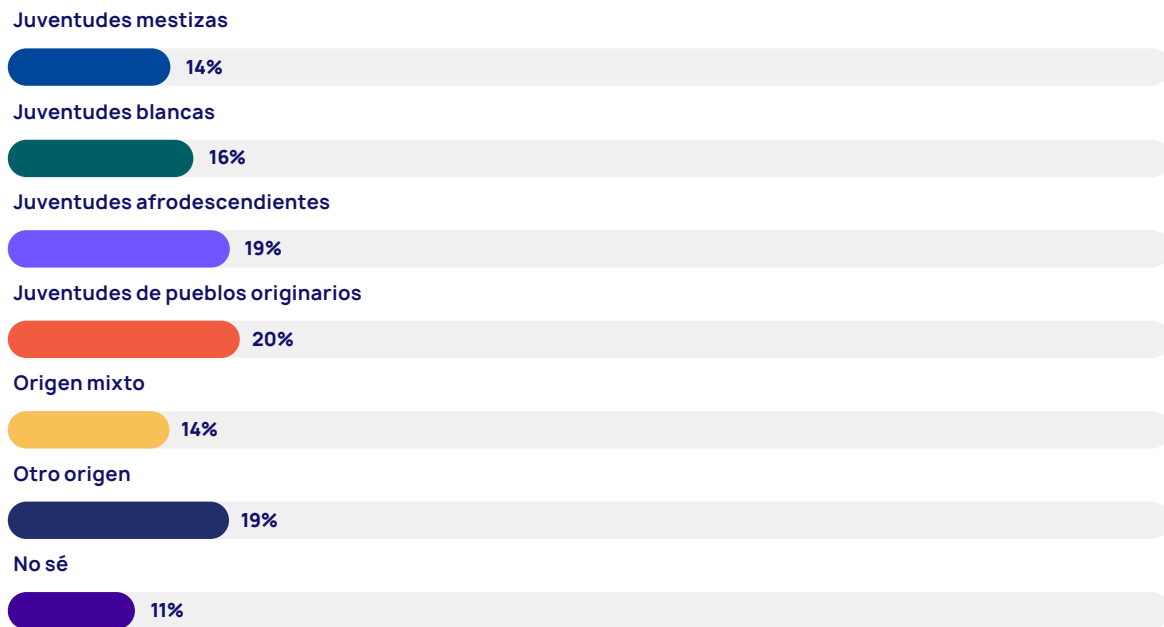 Juventudes mestizas
14%
Juventudes blancas
16%
Juventudes afrodescendientes
19%
Juventudes de pueblos originarios
20%
Origen mixto
14%
Otro origen
19%
No sé
11%